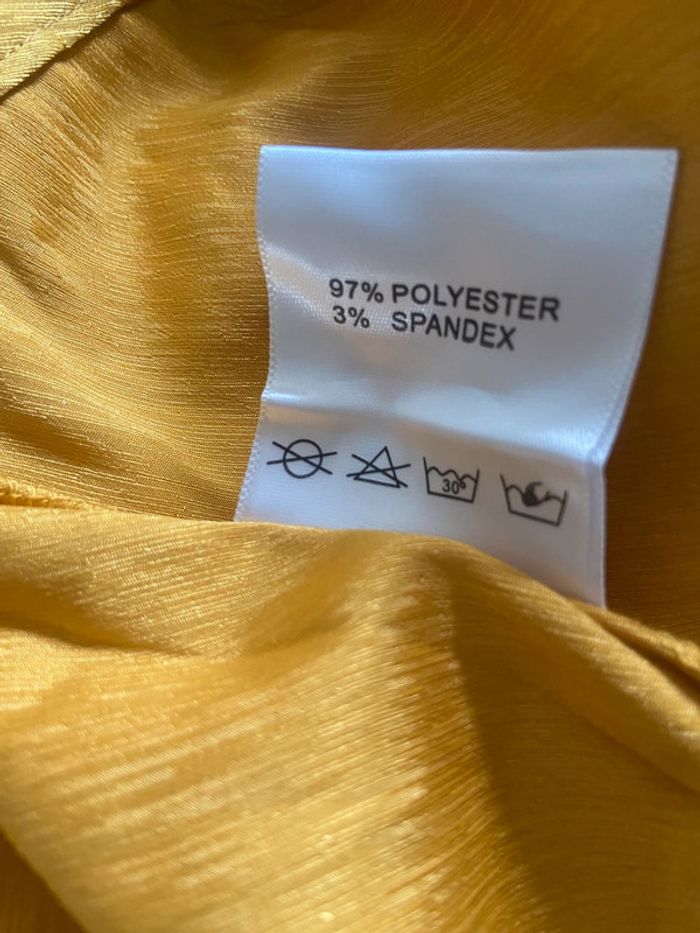 97% POLYESTER
3% SPANDEX
30°